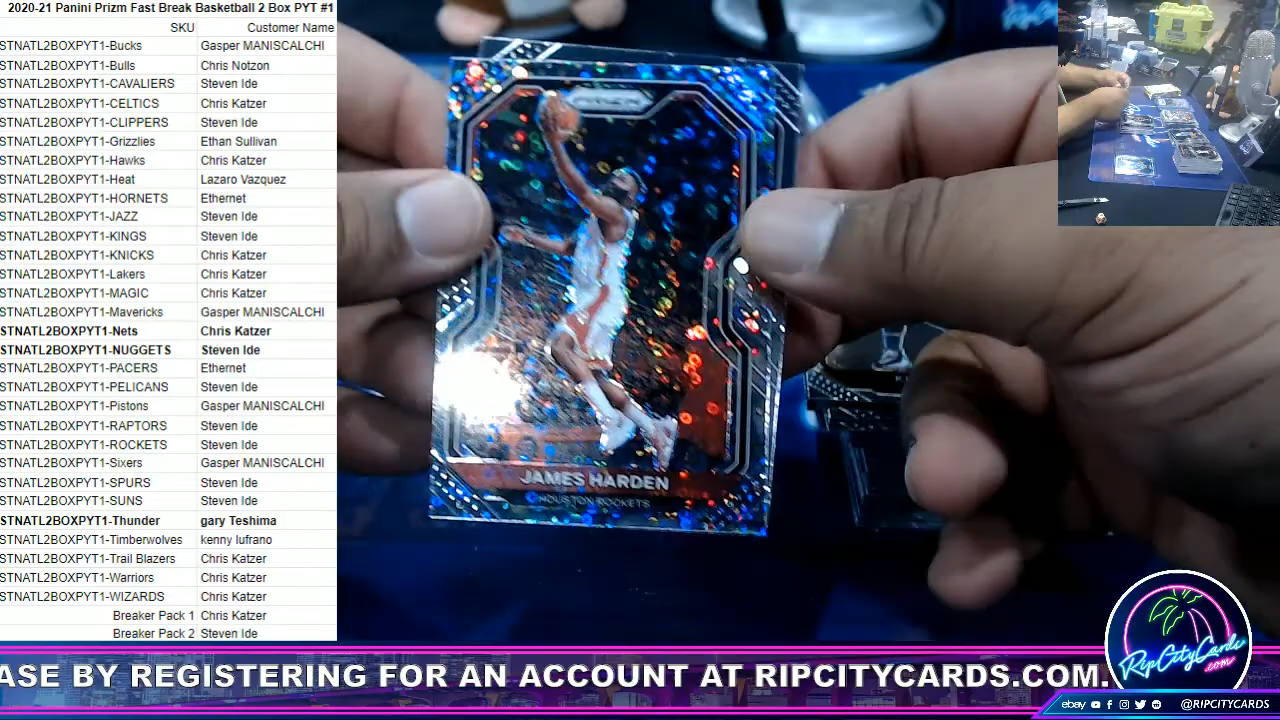 2020-21 Panini Prizm Fast Break Basketball 2 Box PYT #1
SKU Customer Name
STNATL2BOXPYT1-Bucks Gasper MANISCALCHI
STNATL2BOXPYT1-Bulls Chris Notzon
STNATL2BOXPYT1-CAVALIERS Steven Ide
STNATL2BOXPYT1-CELTICS Chris Katzer
STNATL2BOXPYT1-CLIPPERS Steven Ide
STNATL2BOXPYT1-Grizzlies Ethan Sullivan
STNATL2BOXPYT1-Hawks Chris Katzer
STNATL2BOXPYT1-Heat Lazaro Vazquez
STNATL2BOXPYT1-HORNETS Ethernet
STNATL2BOXPYT1-JAZZ Steven Ide
STNATL2BOXPYT1-KINGS Steven Ide
STNATL2BOXPYT1-KNICKS Chris Katzer
STNATL2BOXPYT1-Lakers Chris Katzer
STNATL2BOXPYT1-MAGIC Chris Katzer
STNATL2BOXPYT1-Mavericks Gasper MANISCALCHI
STNATL2BOXPYT1-Nets Chris Katzer
STNATL2BOXPYT1-NUGGETS Steven Ide
STNATL2BOXPYT1-PACERS Ethernet
STNATL2BOXPYT1-PELICANS Steven Ide
STNATL2BOXPYT1-Pistons Gasper MANISCALCHI
STNATL2BOXPYT1-RAPTORS Steven Ide
STNATL2BOXPYT1-ROCKETS Steven Ide
STNATL2BOXPYT1-Sixers Gasper MANISCALCHI
STNATL2BOXPYT1-SPURS Steven Ide
STNATL2BOXPYT1-SUNS Steven Ide
STNATL2BOXPYT1-Thunder gary Teshima
STNATL2BOXPYT1-Timberwolves kenny lufrano
STNATL2BOXPYT1-Trail Blazers Chris Katzer
STNATL2BOXPYT1-Warriors Chris Katzer
STNATL2BOXPYT1-WIZARDS Chris Katzer
Breaker Pack 1 Chris Katzer
Breaker Pack 2 Steven Ide
PRIZM
JAMES HARDEN
HOUSTON ROCKETS
RipCityCards
.com
ASE BY REGISTERING FOR AN ACCOUNT AT RIPCITYCARDS.COM.
ebay @RIPCITYCARDS